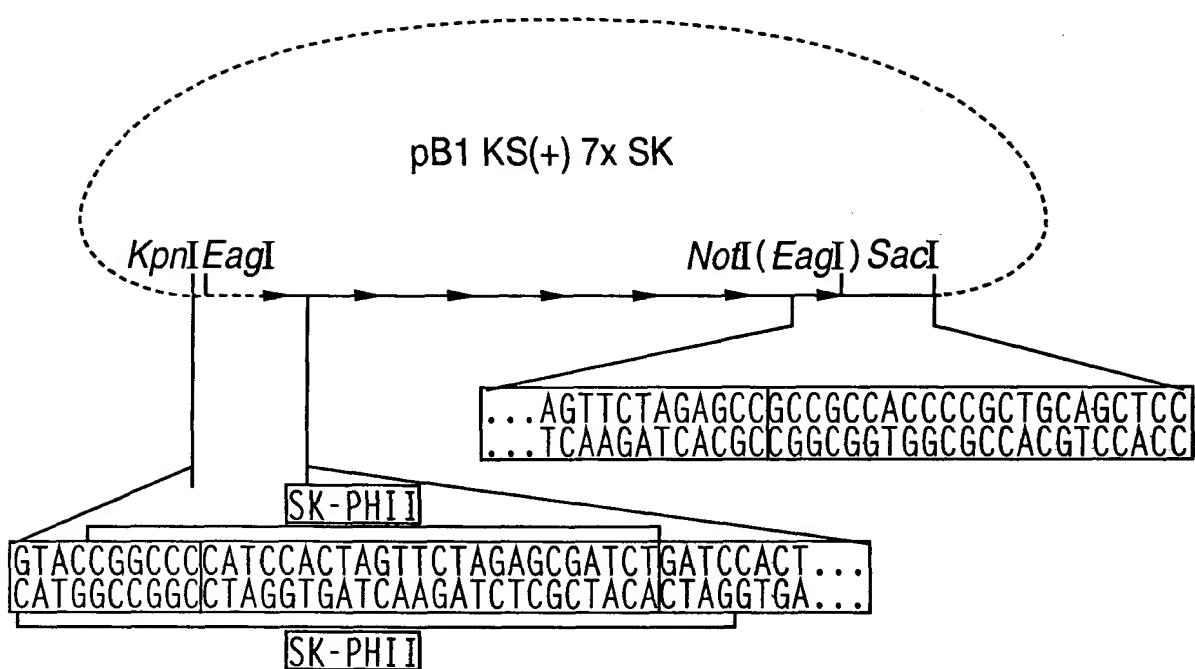 pB1 KS(+) 7x SK
KpnI EagI
NotI (EagI) SacI
...AGTTCTAGAGCCGCCGCCACCCCGCTGCAGCTCC
...TCAAGATCACGCCGGCGGTGGCGCCACGTCCACC
SK-PHII
GTACCGGCCCCATCCACTAGTTCTAGAGCGATCTGATCCACT...
CATGGCCGGCCTAGGTGATCAAGATCTCGCTACACTAGGTGA...
SK-PHII